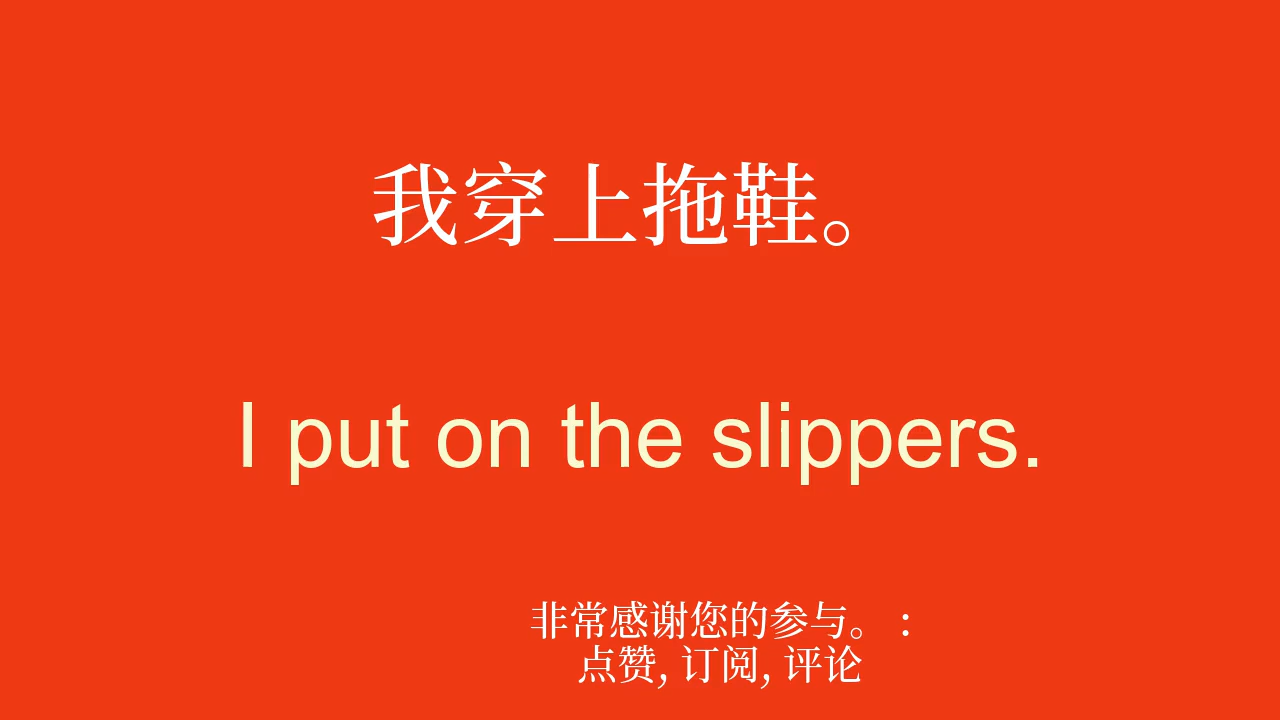 我穿上拖鞋。
I put on the slippers.
非常感谢您的参与。 :
点赞, 订阅, 评论